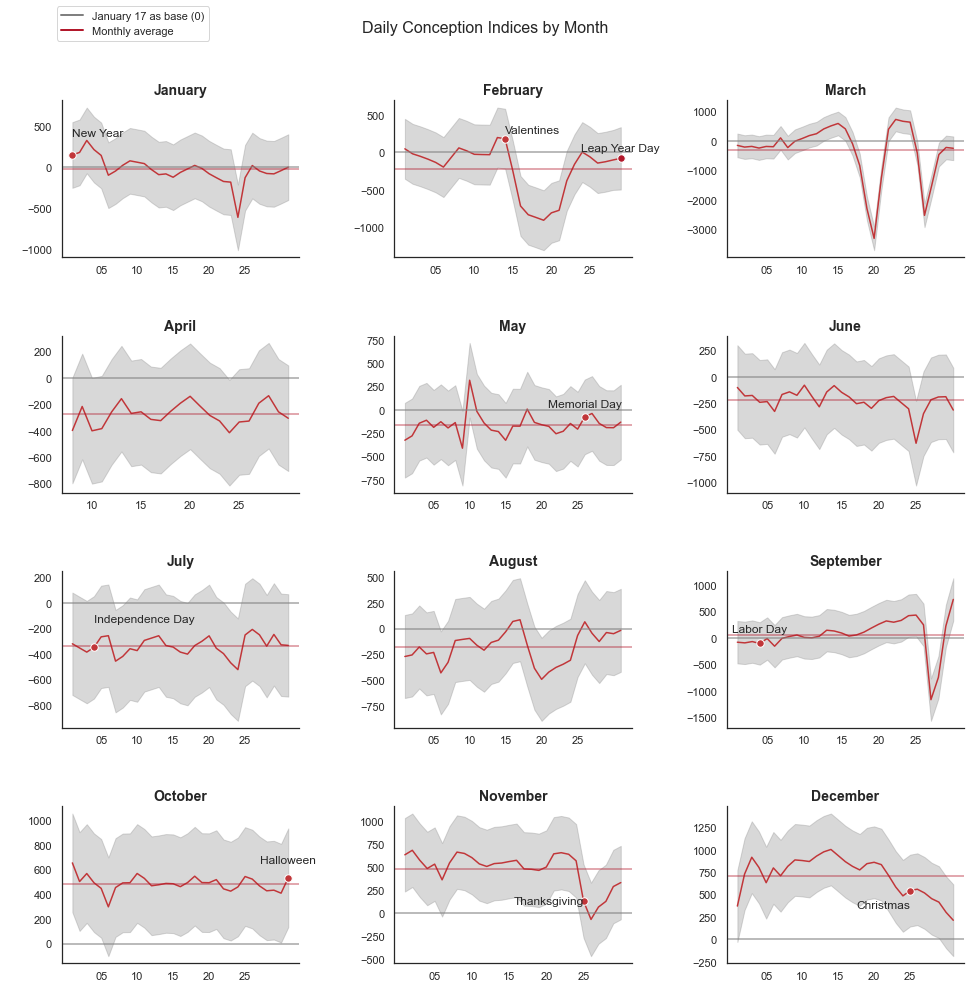 January 17 as base (0)
Monthly average
Daily Conception Indices by Month
January
500
0
−500
−1000
New Year
05 10 15 20 25
February
500
0
−500
−1000
Valentines
Leap Year Day
05 10 15 20 25
March
1000
0
−1000
−2000
−3000
05 10 15 20 25
April
200
0
−200
−400
−600
−800
10 15 20 25
May
750
500
250
0
−250
−500
−750
Memorial Day
05 10 15 20 25
June
250
0
−250
−500
−750
−1000
05 10 15 20 25
July
200
0
−200
−400
−600
−800
Independence Day
05 10 15 20 25
August
500
250
0
−250
−500
−750
05 10 15 20 25
September
1000
500
0
−500
−1000
−1500
Labor Day
05 10 15 20 25
October
1000
800
600
400
200
0
Halloween
05 10 15 20 25
November
1000
750
500
250
0
−250
−500
Thanksgiving
05 10 15 20 25
December
1250
1000
750
500
250
0
−250
Christmas
05 10 15 20 25